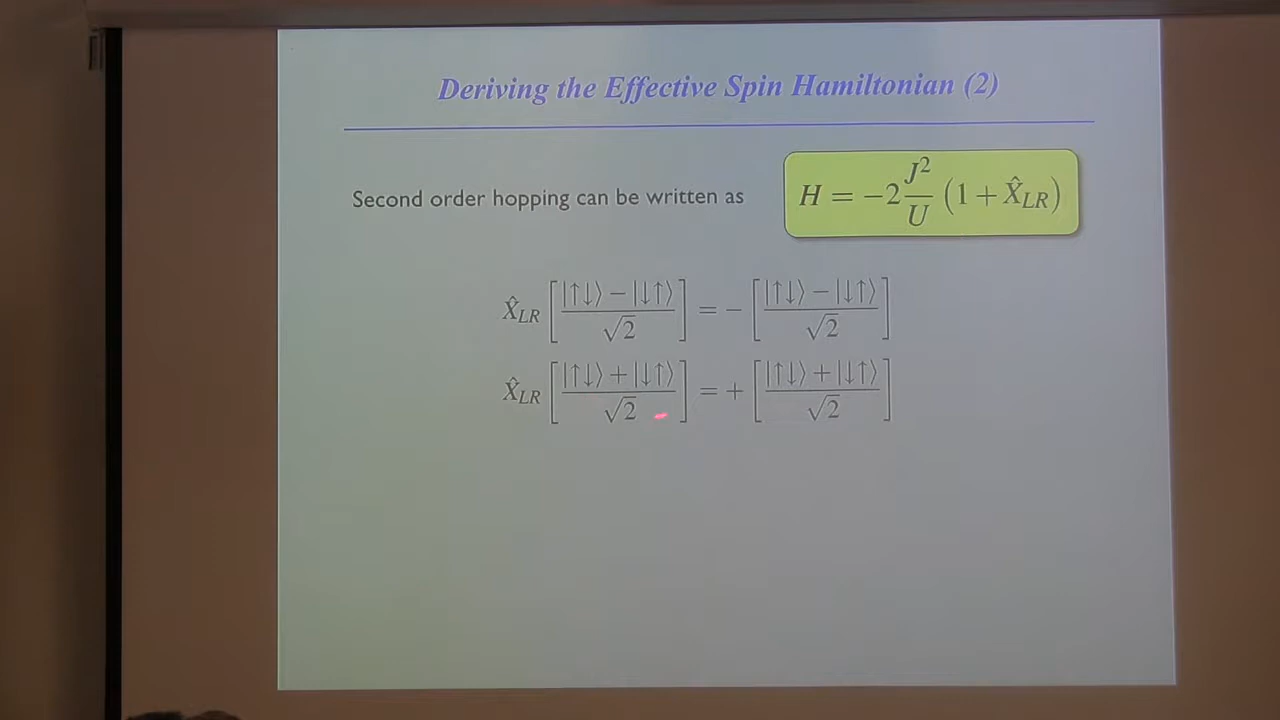 Deriving the Effective Spin Hamiltonian (2)
Second order hopping can be written as
H = −2 J²/U (1 + X̂_LR)
X̂_LR [ (|↑↓⟩ − |↓↑⟩)/√2 ] = − [ (|↑↓⟩ − |↓↑⟩)/√2 ]
X̂_LR [ (|↑↓⟩ + |↓↑⟩)/√2 ] = + [ (|↑↓⟩ + |↓↑⟩)/√2 ]